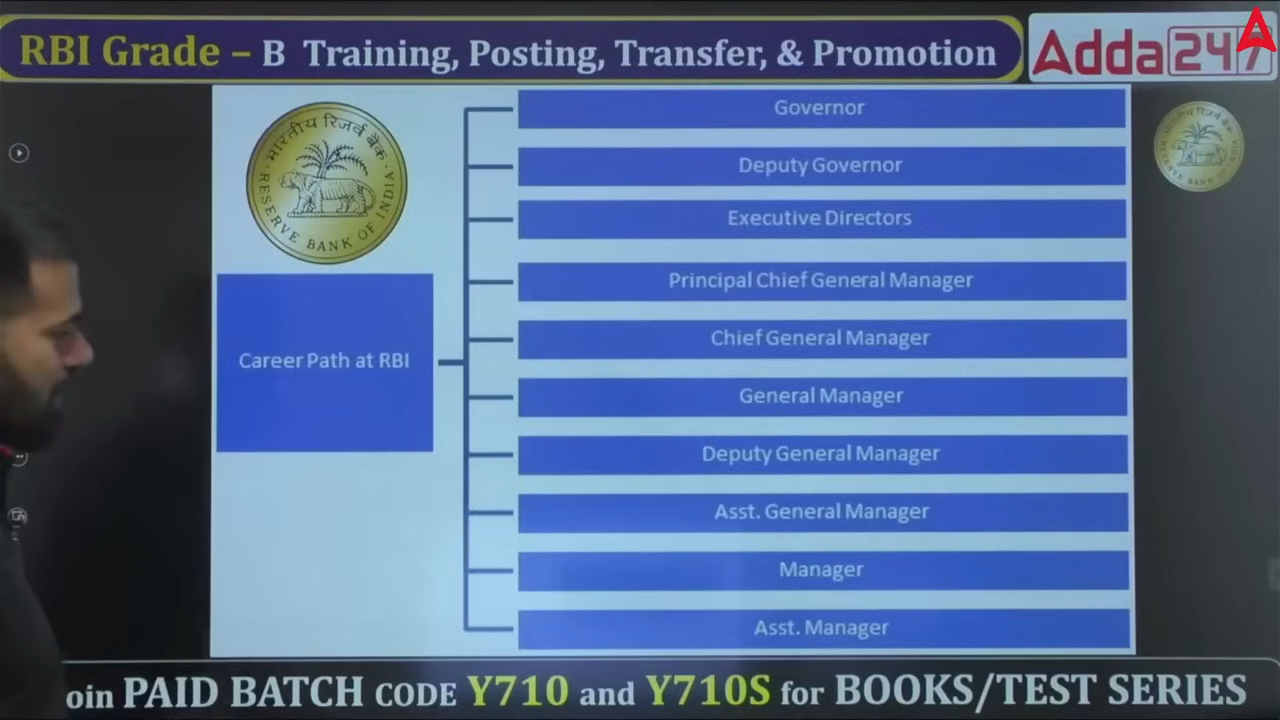 RBI Grade – B Training, Posting, Transfer, & Promotion
Adda247
भारतीय रिज़र्व बैंक
RESERVE BANK OF INDIA
Career Path at RBI
Governor
Deputy Governor
Executive Directors
Principal Chief General Manager
Chief General Manager
General Manager
Deputy General Manager
Asst. General Manager
Manager
Asst. Manager
oin PAID BATCH CODE Y710 and Y710S for BOOKS/TEST SERIES